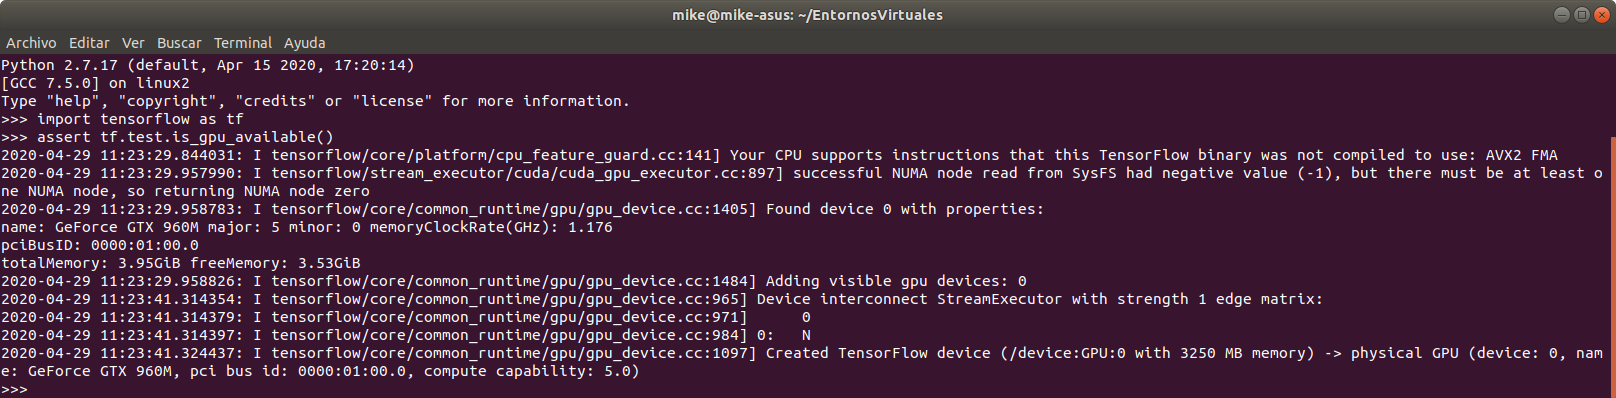 mike@mike-asus: ~/EntornosVirtuales
Archivo Editar Ver Buscar Terminal Ayuda
Python 2.7.17 (default, Apr 15 2020, 17:20:14)
[GCC 7.5.0] on linux2
Type "help", "copyright", "credits" or "license" for more information.
>>> import tensorflow as tf
>>> assert tf.test.is_gpu_available()
2020-04-29 11:23:29.844031: I tensorflow/core/platform/cpu_feature_guard.cc:141] Your CPU supports instructions that this TensorFlow binary was not compiled to use: AVX2 FMA
2020-04-29 11:23:29.957990: I tensorflow/stream_executor/cuda/cuda_gpu_executor.cc:897] successful NUMA node read from SysFS had negative value (-1), but there must be at least o
ne NUMA node, so returning NUMA node zero
2020-04-29 11:23:29.958783: I tensorflow/core/common_runtime/gpu/gpu_device.cc:1405] Found device 0 with properties:
name: GeForce GTX 960M major: 5 minor: 0 memoryClockRate(GHz): 1.176
pciBusID: 0000:01:00.0
totalMemory: 3.95GiB freeMemory: 3.53GiB
2020-04-29 11:23:29.958826: I tensorflow/core/common_runtime/gpu/gpu_device.cc:1484] Adding visible gpu devices: 0
2020-04-29 11:23:41.314354: I tensorflow/core/common_runtime/gpu/gpu_device.cc:965] Device interconnect StreamExecutor with strength 1 edge matrix:
2020-04-29 11:23:41.314379: I tensorflow/core/common_runtime/gpu/gpu_device.cc:971]      0
2020-04-29 11:23:41.314397: I tensorflow/core/common_runtime/gpu/gpu_device.cc:984] 0:   N
2020-04-29 11:23:41.324437: I tensorflow/core/common_runtime/gpu/gpu_device.cc:1097] Created TensorFlow device (/device:GPU:0 with 3250 MB memory) -> physical GPU (device: 0, nam
e: GeForce GTX 960M, pci bus id: 0000:01:00.0, compute capability: 5.0)
>>>